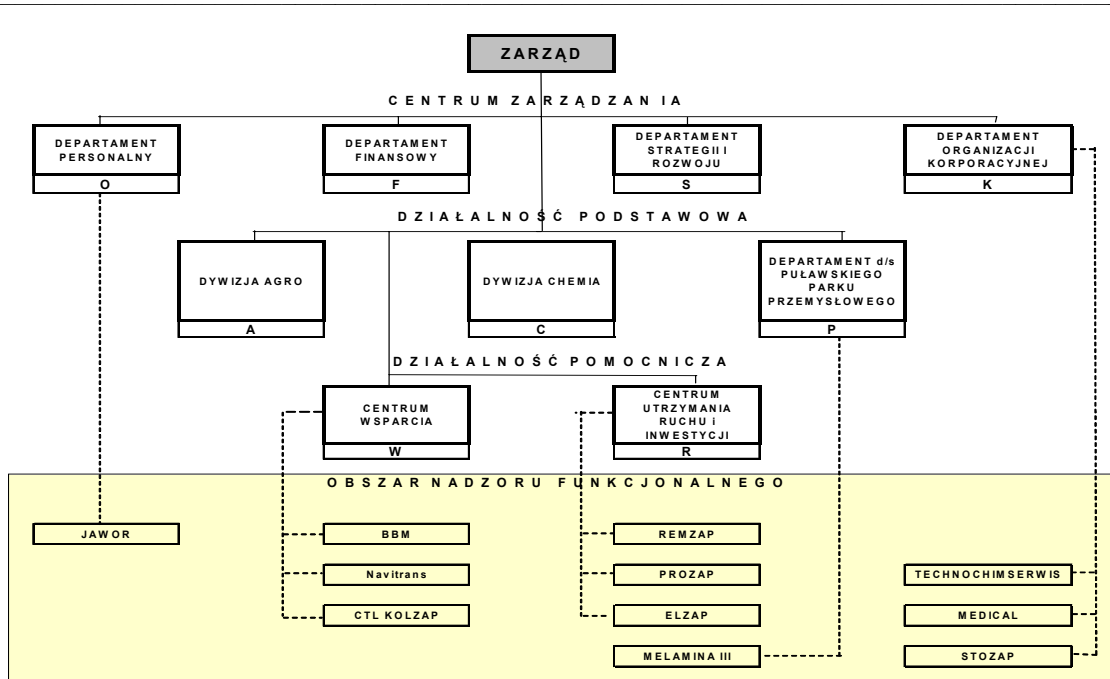 ZARZĄD
CENTRUM ZARZĄDZANIA
DEPARTAMENT
PERSONALNY
O
DEPARTAMENT
FINANSOWY
F
DEPARTAMENT
STRATEGII I
ROZWOJU
S
DEPARTAMENT
ORGANIZACJI
KORPORACYJNEJ
K
DZIAŁALNOŚĆ PODSTAWOWA
DYWIZJA AGRO
A
DYWIZJA CHEMIA
C
DEPARTAMENT d/s
PUŁAWSKIEGO
PARKU
PRZEMYSŁOWEGO
P
DZIAŁALNOŚĆ POMOCNICZA
CENTRUM
WSPARCIA
W
CENTRUM
UTRZYMANIA
RUCHU i
INWESTYCJI
R
OBSZAR NADZORU FUNKCJONALNEGO
JAWOR
BBM
Navitrans
CTL KOLZAP
REMZAP
PROZAP
ELZAP
MELAMINA III
TECHNOCHIMSERWIS
MEDICAL
STOZAP